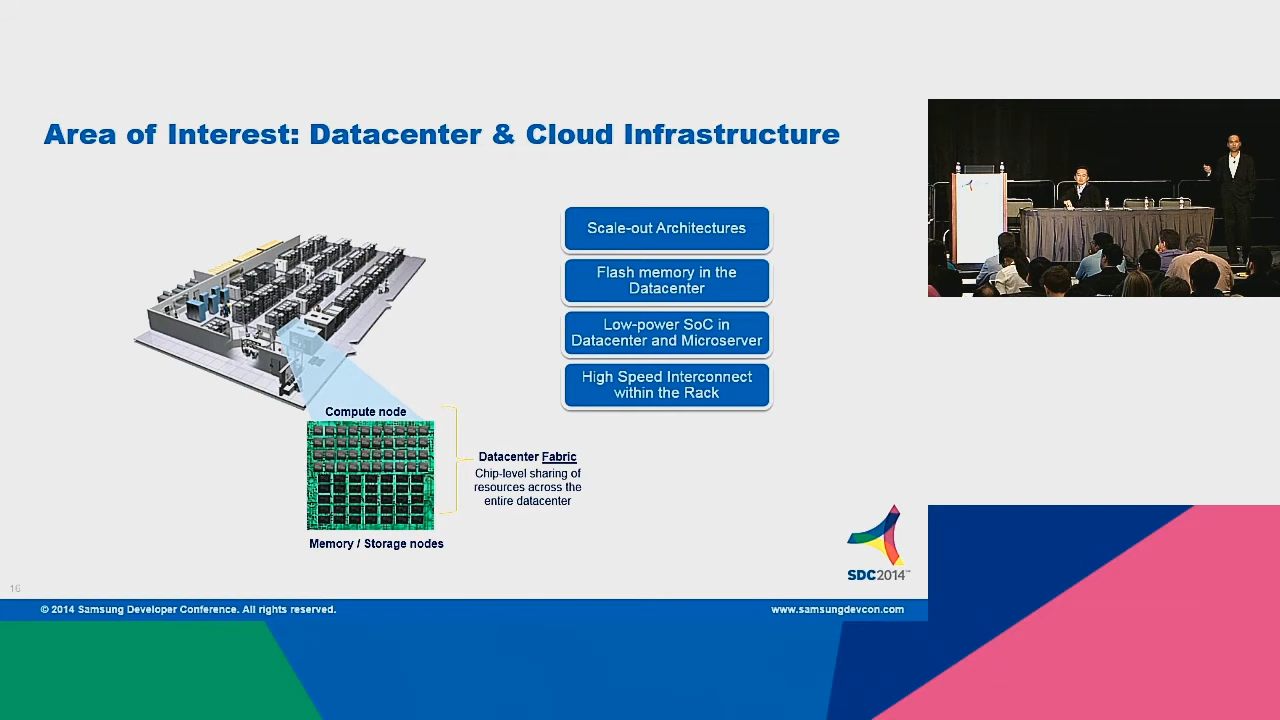 Area of Interest: Datacenter & Cloud Infrastructure
Scale-out Architectures
Flash memory in the
Datacenter
Low-power SoC in
Datacenter and Microserver
High Speed Interconnect
within the Rack
Compute node
Datacenter Fabric
Chip-level sharing of
resources across the
entire datacenter
Memory / Storage nodes
SDC2014™
16
© 2014 Samsung Developer Conference. All rights reserved.
www.samsungdevcon.com